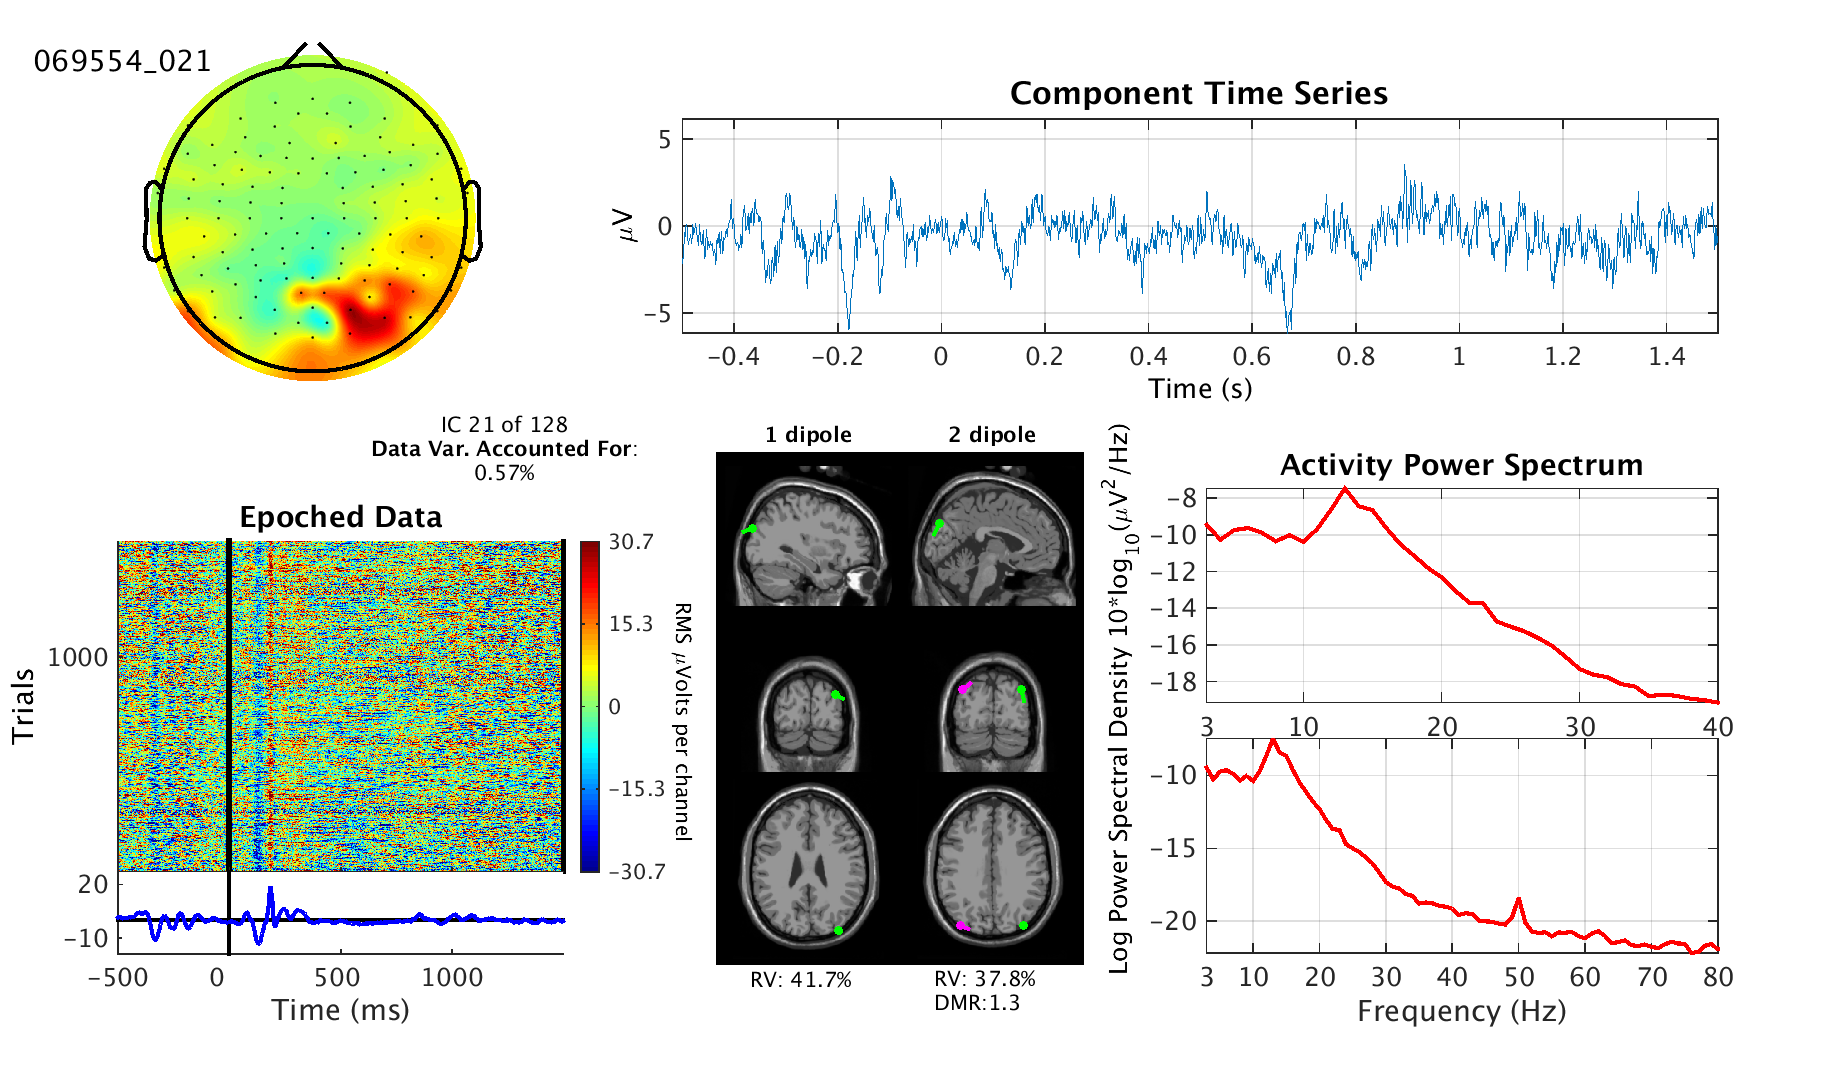 069554_021
Component Time Series
5
0
−5
μV
−0.4 −0.2 0 0.2 0.4 0.6 0.8 1 1.2 1.4
Time (s)
IC 21 of 128
Data Var. Accounted For:
0.57%
Epoched Data
1000
Trials
30.7
15.3
0
−15.3
−30.7
RMS μVolts per channel
20
−10
−500 0 500 1000
Time (ms)
1 dipole 2 dipole
RV: 41.7% RV: 37.8%
DMR:1.3
Activity Power Spectrum
−8
−10
−12
−14
−16
−18
3 10 20 30 40
Log Power Spectral Density 10*log10(μV2/Hz)
−10
−15
−20
3 10 20 30 40 50 60 70 80
Frequency (Hz)